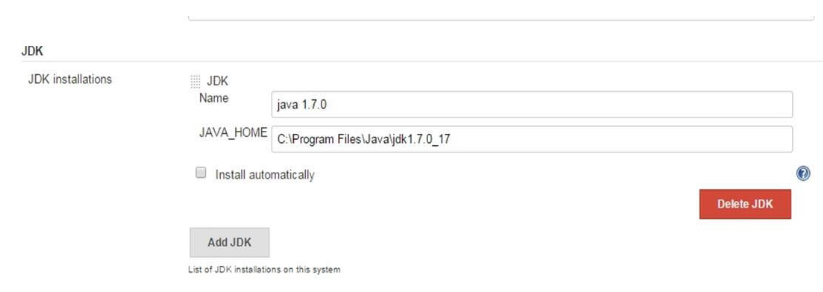 JDK
JDK installations
JDK
Name
java 1.7.0
JAVA_HOME
C:\Program Files\Java\jdk1.7.0_17
Install automatically
Delete JDK
Add JDK
List of JDK installations on this system